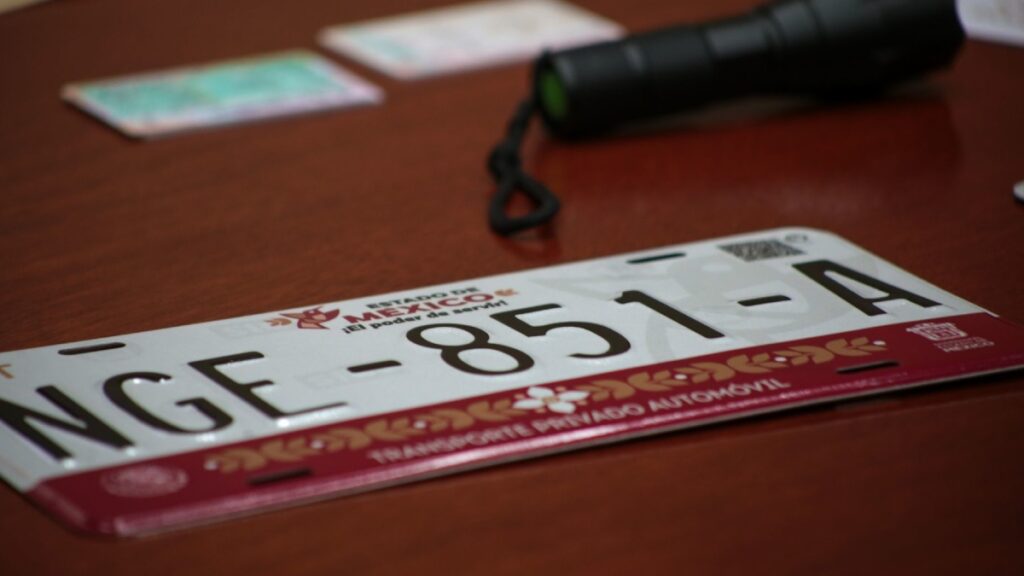 ESTADO DE
MÉXICO
¡El poder de servir!
NGE-851-A
TRANSPORTE PRIVADO AUTOMÓVIL